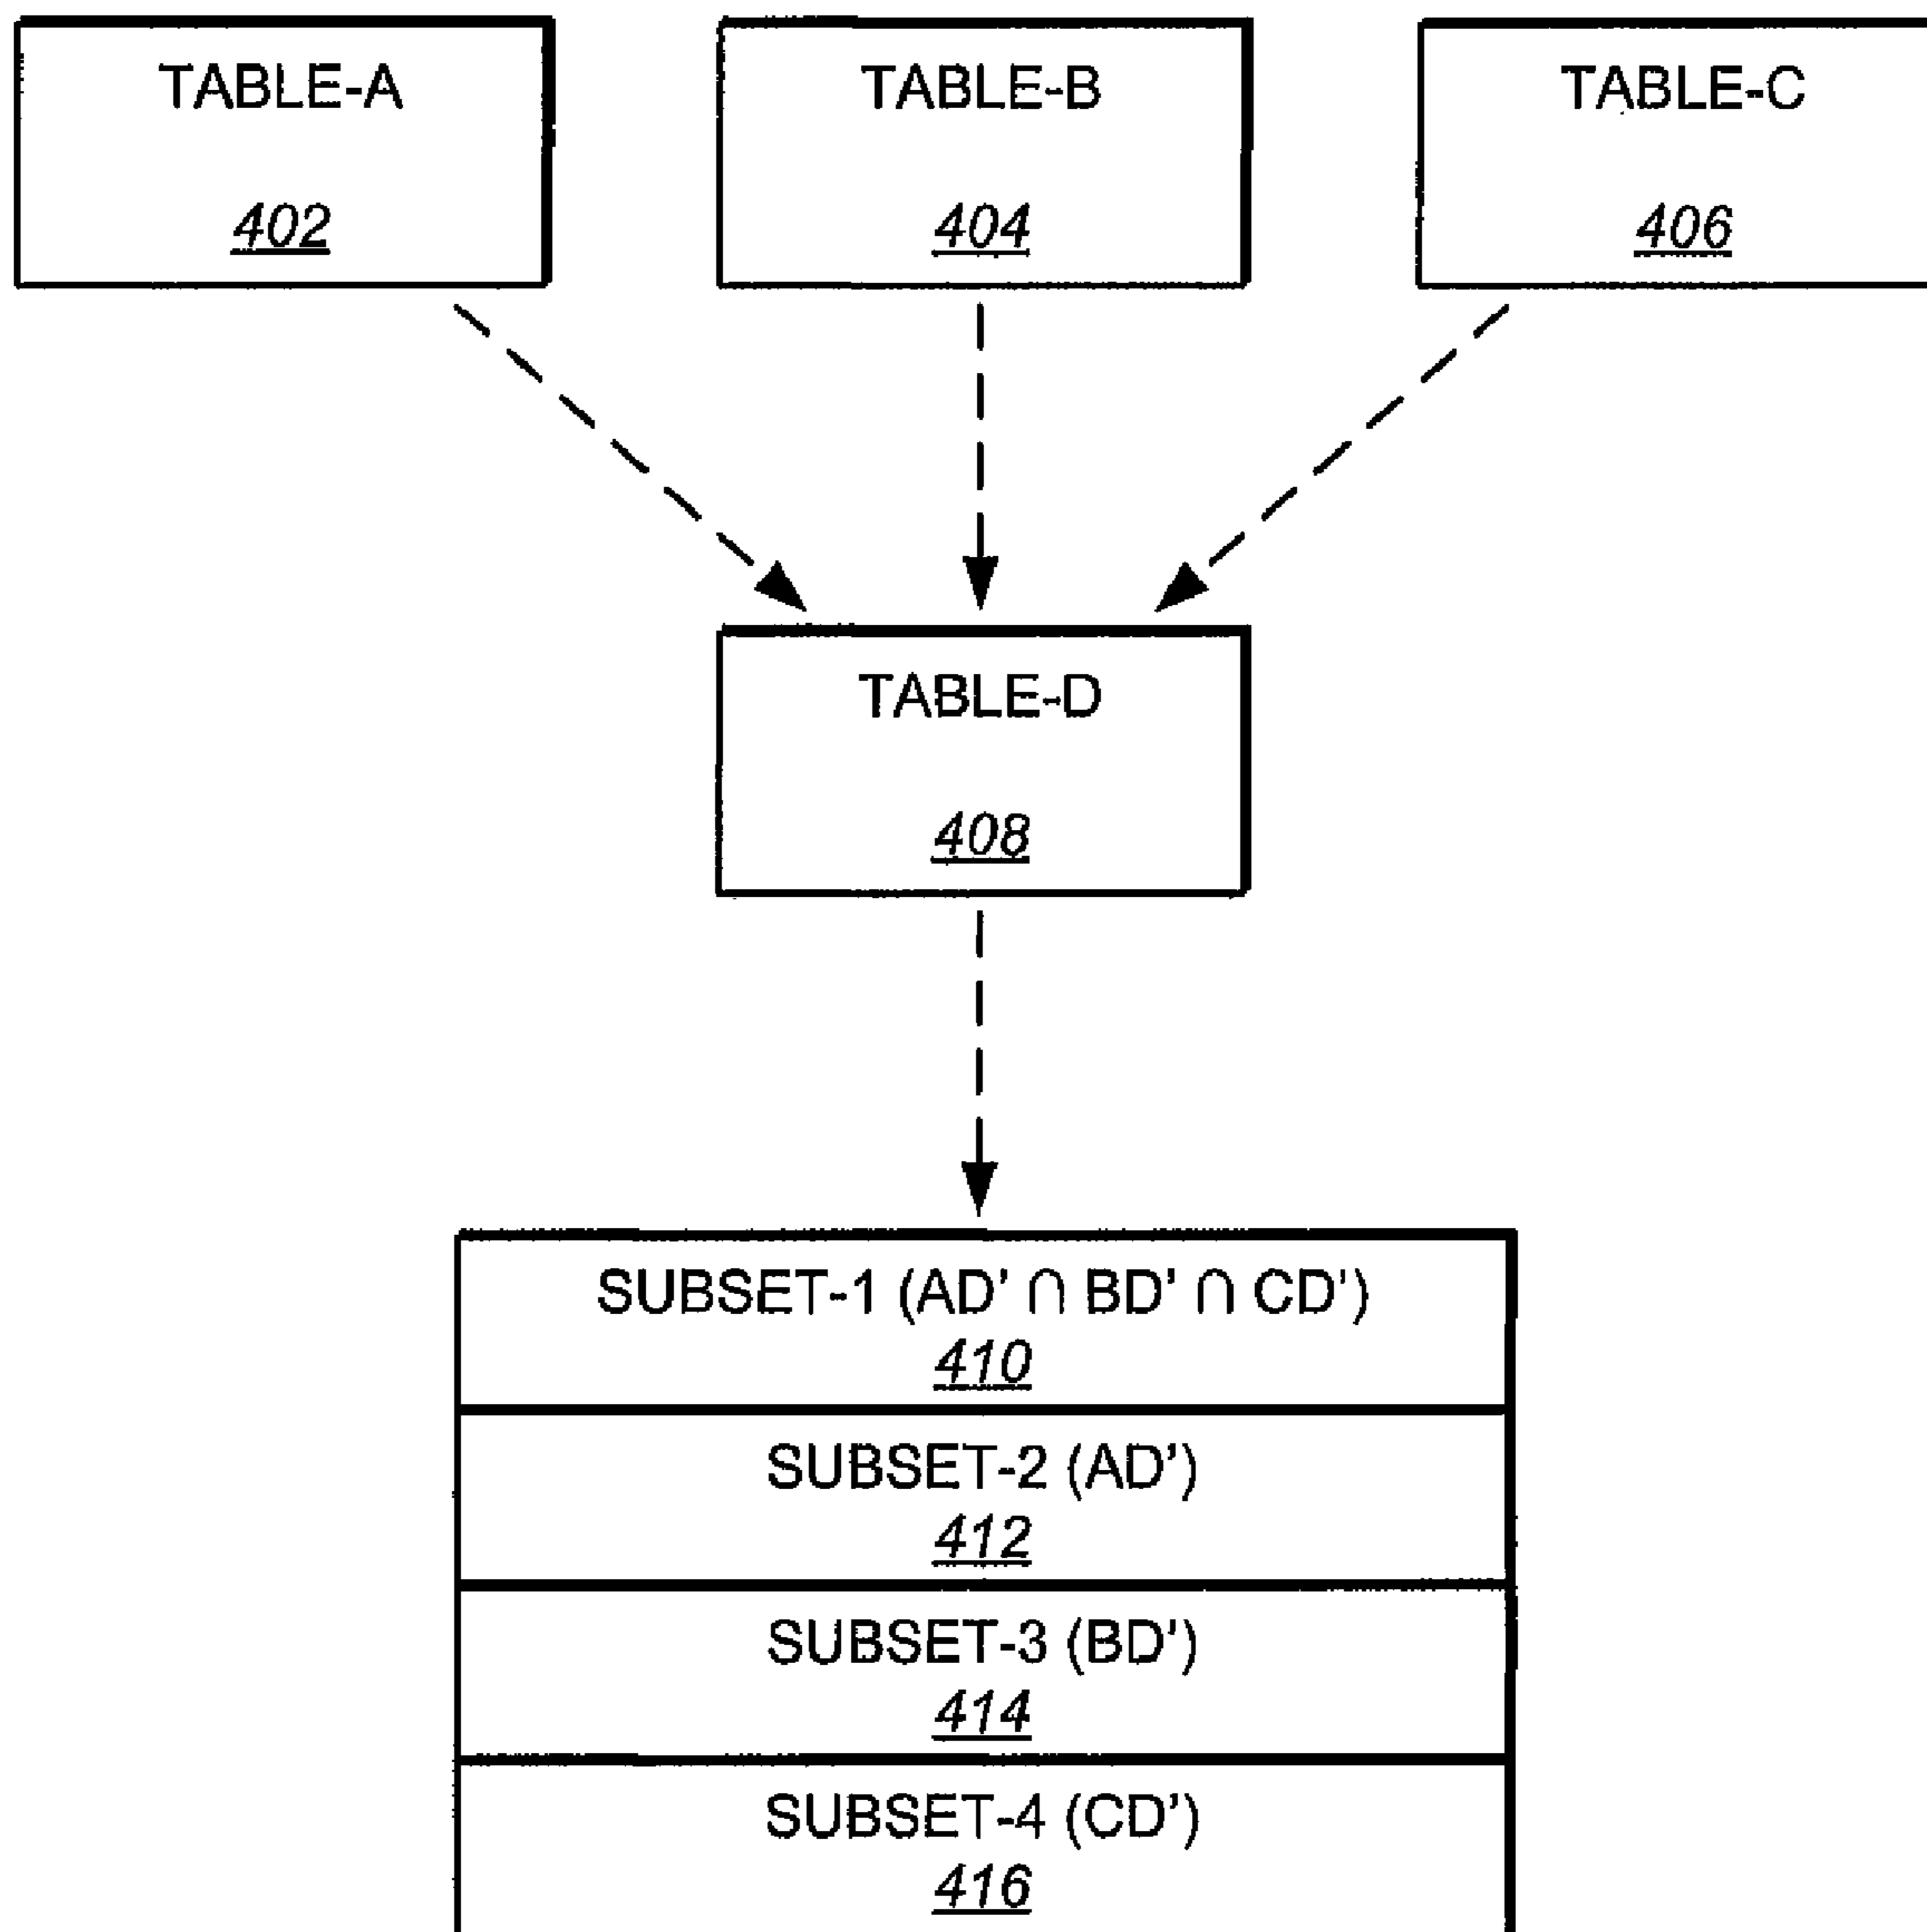 TABLE-A
402
TABLE-B
404
TABLE-C
406
TABLE-D
408
SUBSET-1 (AD' ∩ BD' ∩ CD')
410
SUBSET-2 (AD')
412
SUBSET-3 (BD')
414
SUBSET-4 (CD')
416